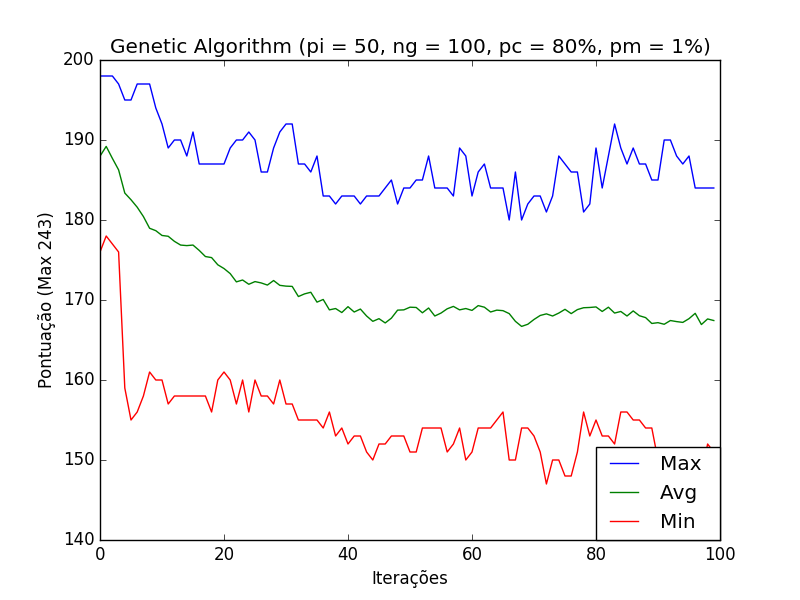 Genetic Algorithm (pi = 50, ng = 100, pc = 80%, pm = 1%)
200
190
180
170
160
150
140
Pontuação (Max 243)
Max
Avg
Min
0 20 40 60 80 100
Iterações